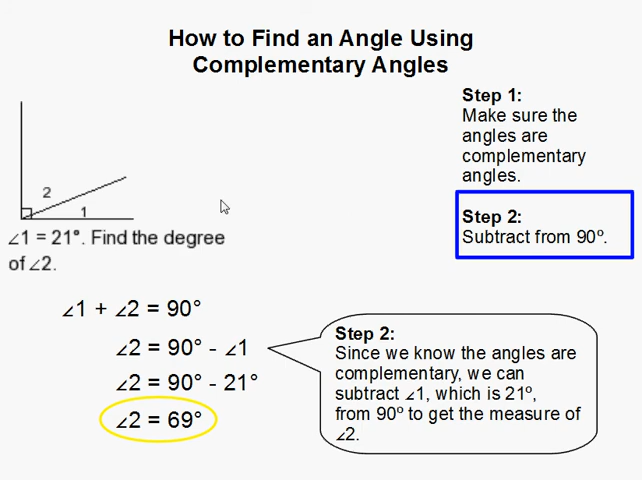 How to Find an Angle Using
Complementary Angles
Step 1:
Make sure the
angles are
complementary
angles.
Step 2:
Subtract from 90º.
2
1
∠1 = 21°. Find the degree
of ∠2.
∠1 + ∠2 = 90°
∠2 = 90° - ∠1
∠2 = 90° - 21°
∠2 = 69°
Step 2:
Since we know the angles are
complementary, we can
subtract ∠1, which is 21º,
from 90º to get the measure of
∠2.